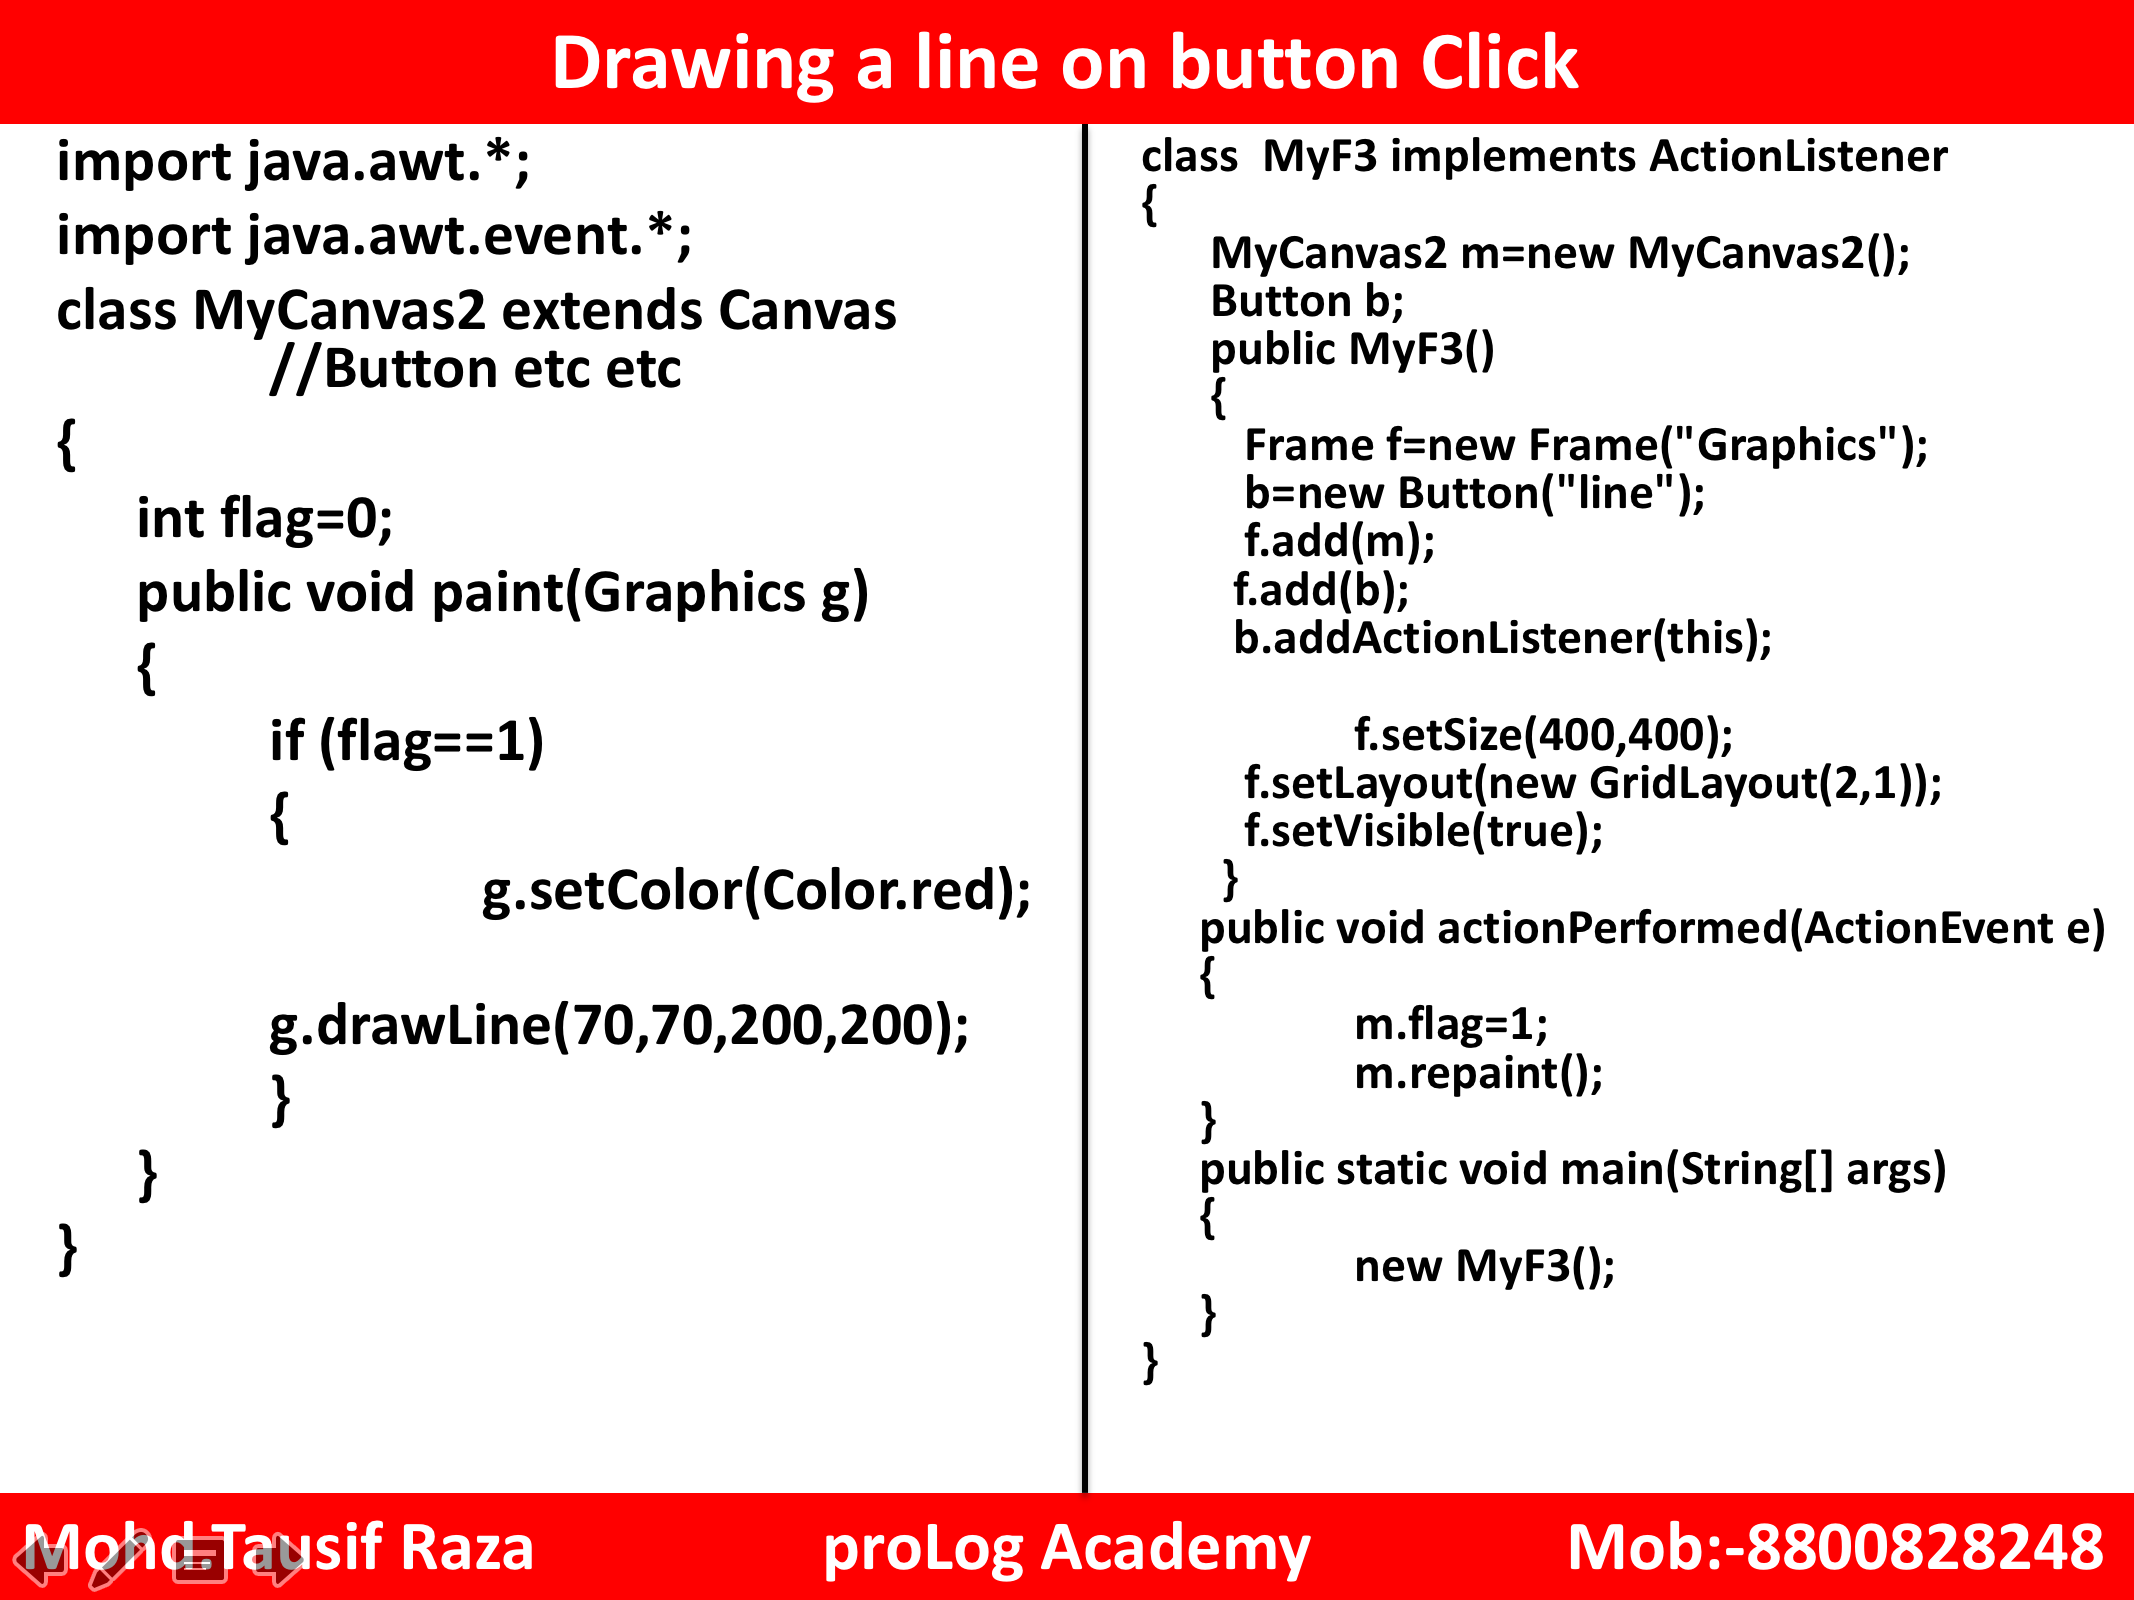 Drawing a line on button Click
import java.awt.*;
import java.awt.event.*;
class MyCanvas2 extends Canvas
//Button etc etc
{
int flag=0;
public void paint(Graphics g)
{
if (flag==1)
{
g.setColor(Color.red);
g.drawLine(70,70,200,200);
}
}
}
class  MyF3 implements ActionListener
{
MyCanvas2 m=new MyCanvas2();
Button b;
public MyF3()
{
Frame f=new Frame("Graphics");
b=new Button("line");
f.add(m);
f.add(b);
b.addActionListener(this);
f.setSize(400,400);
f.setLayout(new GridLayout(2,1));
f.setVisible(true);
}
public void actionPerformed(ActionEvent e)
{
m.flag=1;
m.repaint();
}
public static void main(String[] args)
{
new MyF3();
}
}
Mohd.Tausif Raza
proLog Academy
Mob:-8800828248